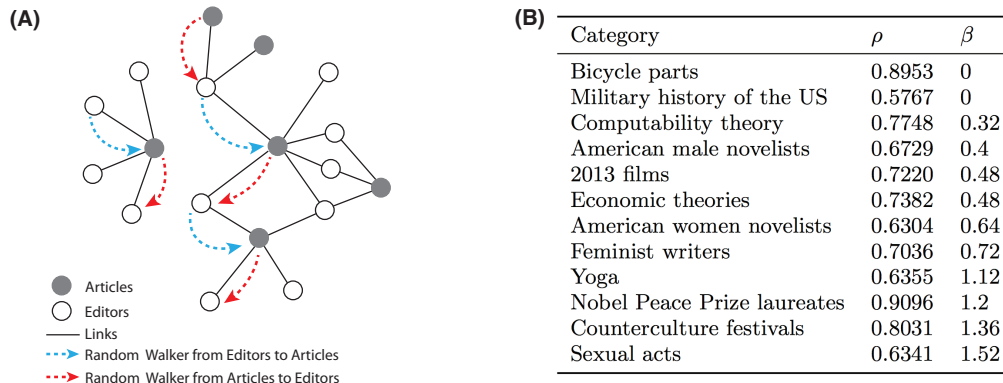 (A)
Articles
Editors
Links
Random Walker from Editors to Articles
Random Walker from Articles to Editors
(B)
Category ρ β
Bicycle parts 0.8953 0
Military history of the US 0.5767 0
Computability theory 0.7748 0.32
American male novelists 0.6729 0.4
2013 films 0.7220 0.48
Economic theories 0.7382 0.48
American women novelists 0.6304 0.64
Feminist writers 0.7036 0.72
Yoga 0.6355 1.12
Nobel Peace Prize laureates 0.9096 1.2
Counterculture festivals 0.8031 1.36
Sexual acts 0.6341 1.52